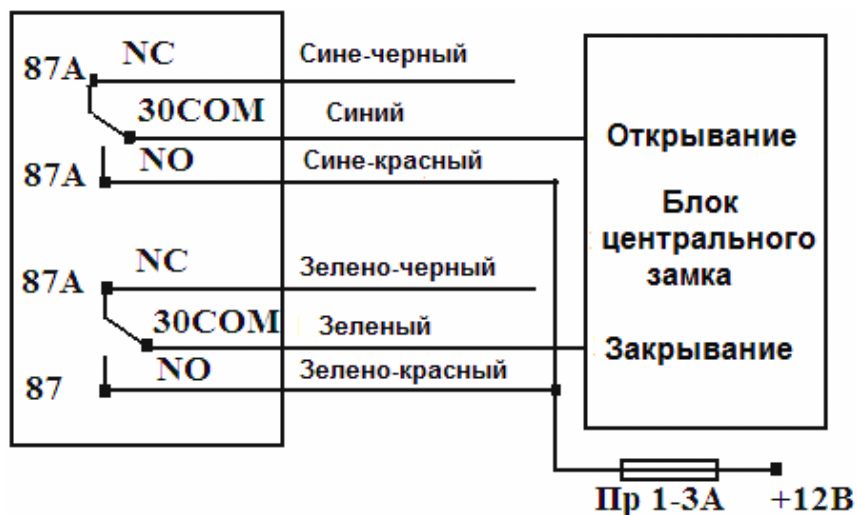 87A NC Сине-черный
30COM Синий Открывание
87A NO Сине-красный
Блок
центрального
замка
87A NC Зелено-черный
30COM Зеленый Закрывание
87 NO Зелено-красный
Пр 1-3А +12В